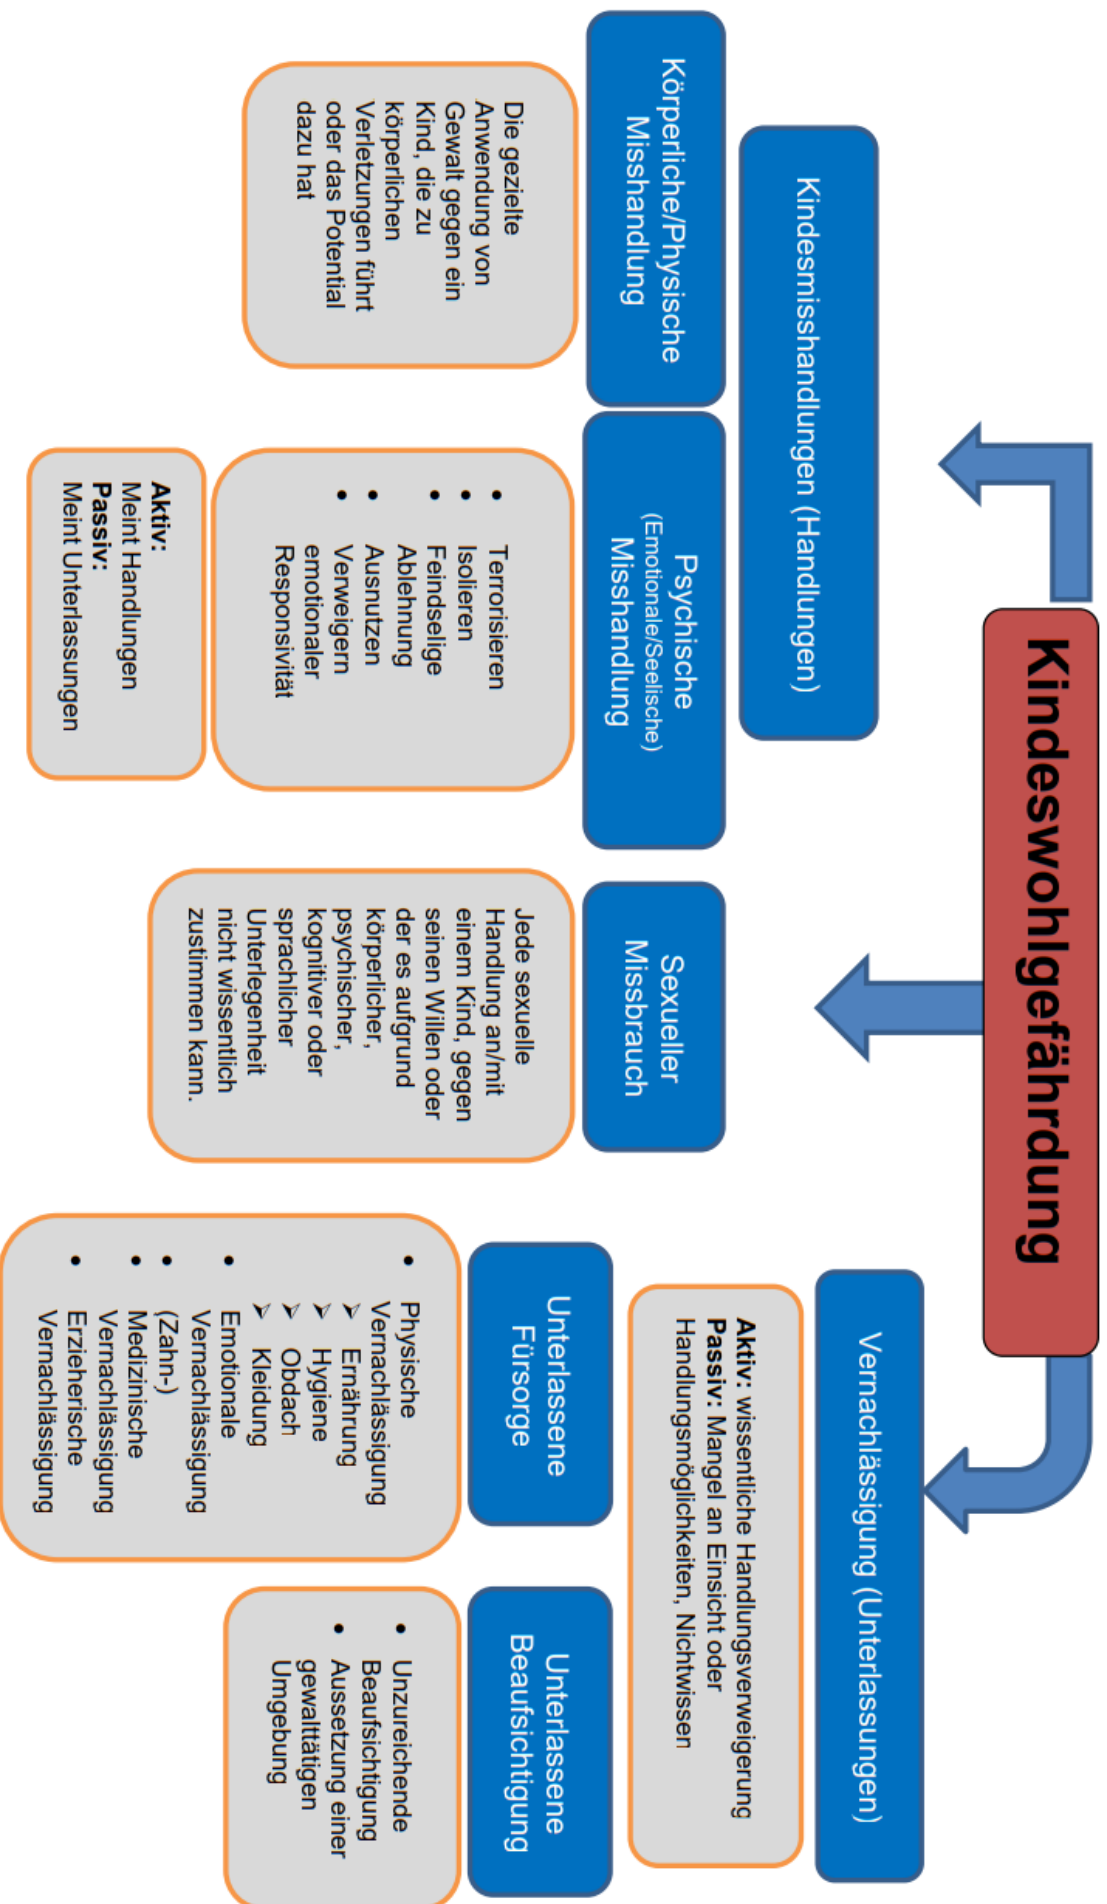 Kindeswohlgefährdung
Kindesmisshandlungen (Handlungen)
Körperliche/Physische
Misshandlung
Die gezielte
Anwendung von
Gewalt gegen ein
Kind, die zu
körperlichen
Verletzungen führt
oder das Potential
dazu hat
Psychische
(Emotionale/Seelische)
Misshandlung
• Terrorisieren
• Isolieren
• Feindselige
Ablehnung
• Ausnutzen
• Verweigern
emotionaler
Responsivität
Aktiv:
Meint Handlungen
Passiv:
Meint Unterlassungen
Sexueller
Missbrauch
Jede sexuelle
Handlung an/mit
einem Kind, gegen
seinen Willen oder
der es aufgrund
körperlicher,
psychischer,
kognitiver oder
sprachlicher
Unterlegenheit
nicht wissentlich
zustimmen kann.
Vernachlässigung (Unterlassungen)
Aktiv: wissentliche Handlungsverweigerung
Passiv: Mangel an Einsicht oder
Handlungsmöglichkeiten, Nichtwissen
Unterlassene
Fürsorge
• Physische
Vernachlässigung
➢ Ernährung
➢ Hygiene
➢ Obdach
➢ Kleidung
• Emotionale
Vernachlässigung
• (Zahn-)
• Medizinische
Vernachlässigung
• Erzieherische
Vernachlässigung
Unterlassene
Beaufsichtigung
• Unzureichende
Beaufsichtigung
• Aussetzung einer
gewalttätigen
Umgebung